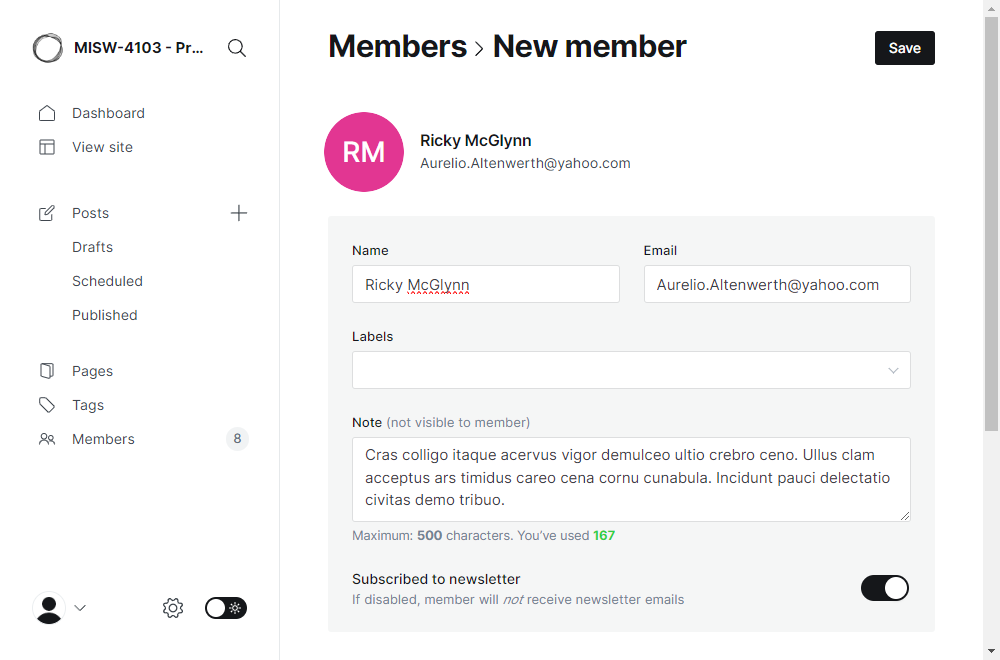 MISW-4103 - Pr...
Dashboard
View site
Posts
Drafts
Scheduled
Published
Pages
Tags
Members 8
Members > New member
Save
RM
Ricky McGlynn
Aurelio.Altenwerth@yahoo.com
Name
Ricky McGlynn
Email
Aurelio.Altenwerth@yahoo.com
Labels
Note (not visible to member)
Cras colligo itaque acervus vigor demulceo ultio crebro ceno. Ullus clam
acceptus ars timidus careo cena cornu cunabula. Incidunt pauci delectatio
civitas demo tribuo.
Maximum: 500 characters. You’ve used 167
Subscribed to newsletter
If disabled, member will not receive newsletter emails